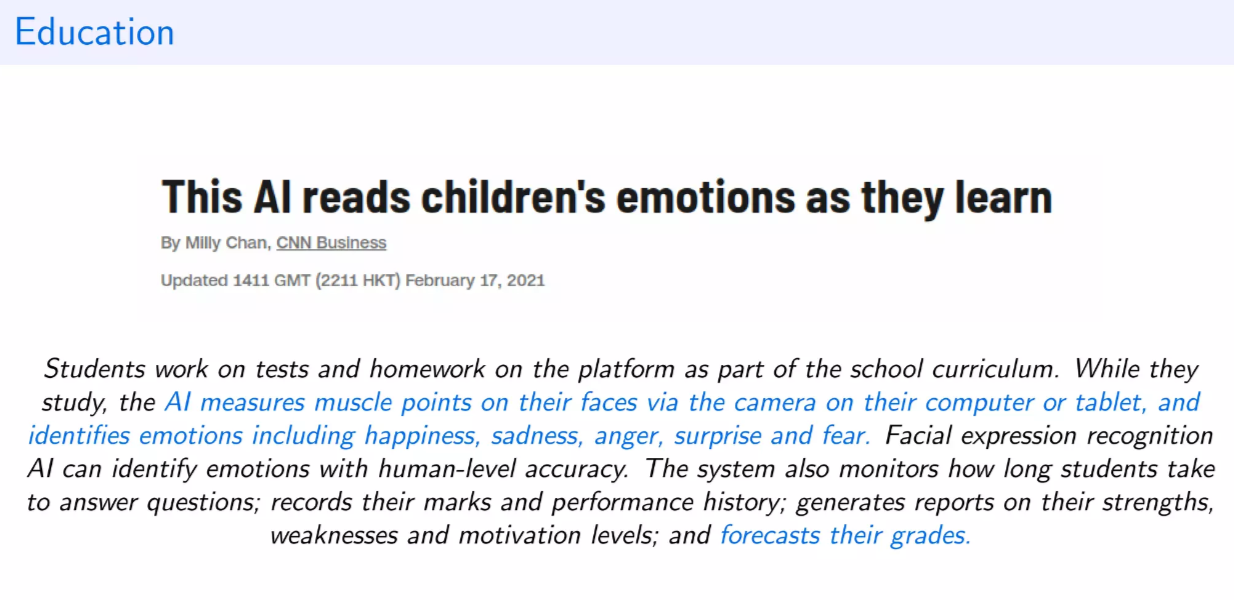 Education
This AI reads children's emotions as they learn
By Milly Chan, CNN Business
Updated 1411 GMT (2211 HKT) February 17, 2021
Students work on tests and homework on the platform as part of the school curriculum. While they
study, the AI measures muscle points on their faces via the camera on their computer or tablet, and
identifies emotions including happiness, sadness, anger, surprise and fear. Facial expression recognition
AI can identify emotions with human-level accuracy. The system also monitors how long students take
to answer questions; records their marks and performance history; generates reports on their strengths,
weaknesses and motivation levels; and forecasts their grades.